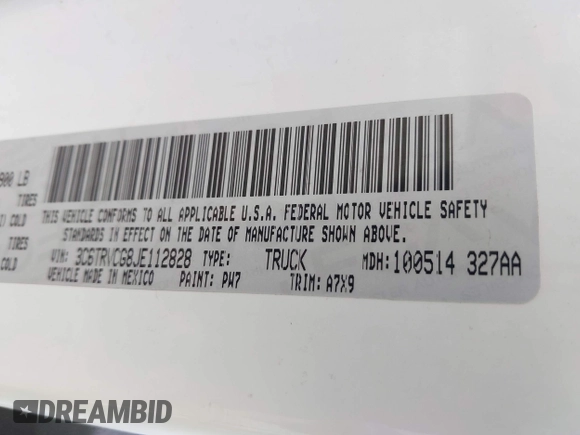 900 LB
TIRES
THIS VEHICLE CONFORMS TO ALL APPLICABLE U.S.A. FEDERAL MOTOR VEHICLE SAFETY
COLD
STANDARDS IN EFFECT ON THE DATE OF MANUFACTURE SHOWN ABOVE.
TIRES
VIN: 3C6TRVCG8JE112828 TYPE: TRUCK MDH: 100514 327AA
COLD
VEHICLE MADE IN MEXICO PAINT: PW7 TRIM: A7X9
DREAMBID